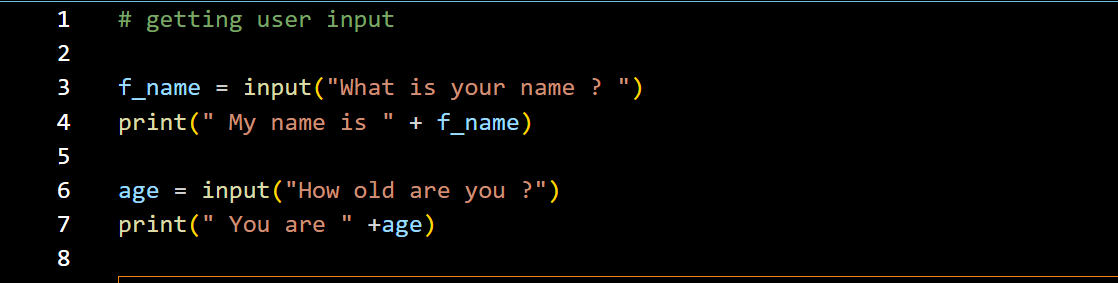 1 # getting user input
2
3 f_name = input("What is your name ? ")
4 print(" My name is " + f_name)
5
6 age = input("How old are you ?")
7 print(" You are " +age)
8